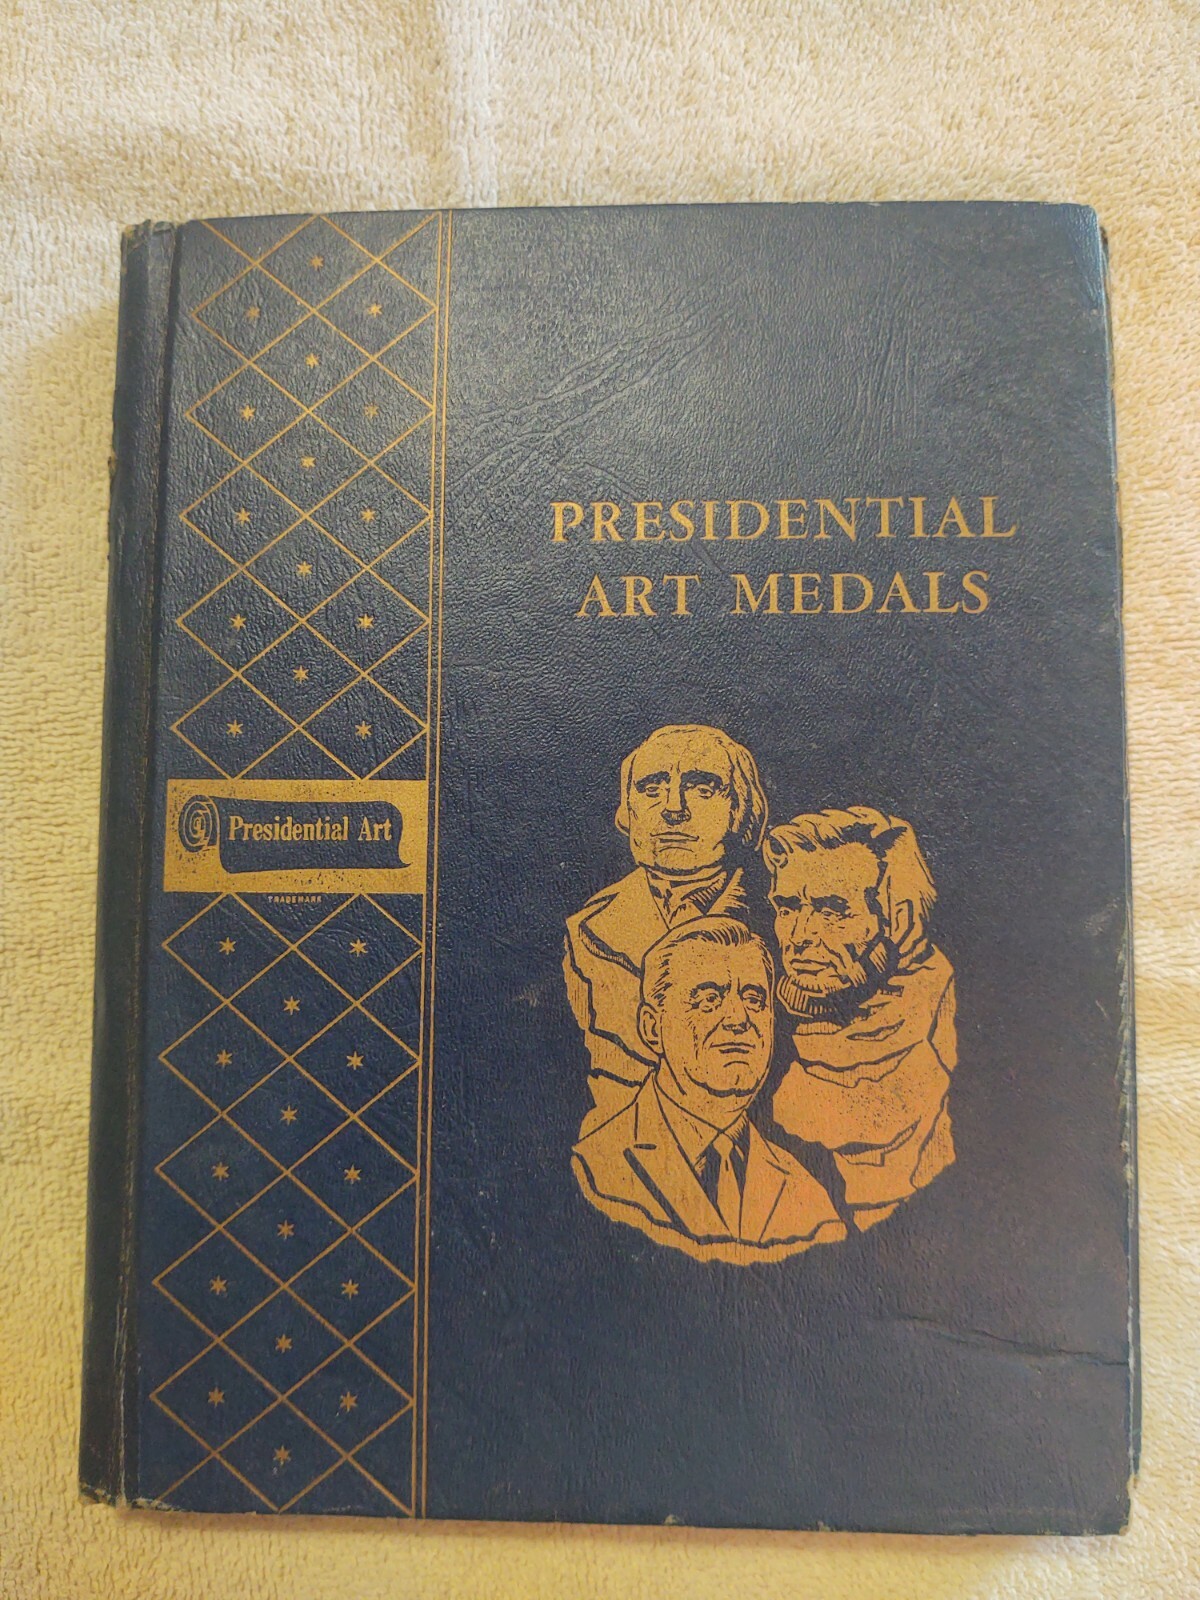 PRESIDENTIAL
ART MEDALS
Presidential Art
TRADEMARK